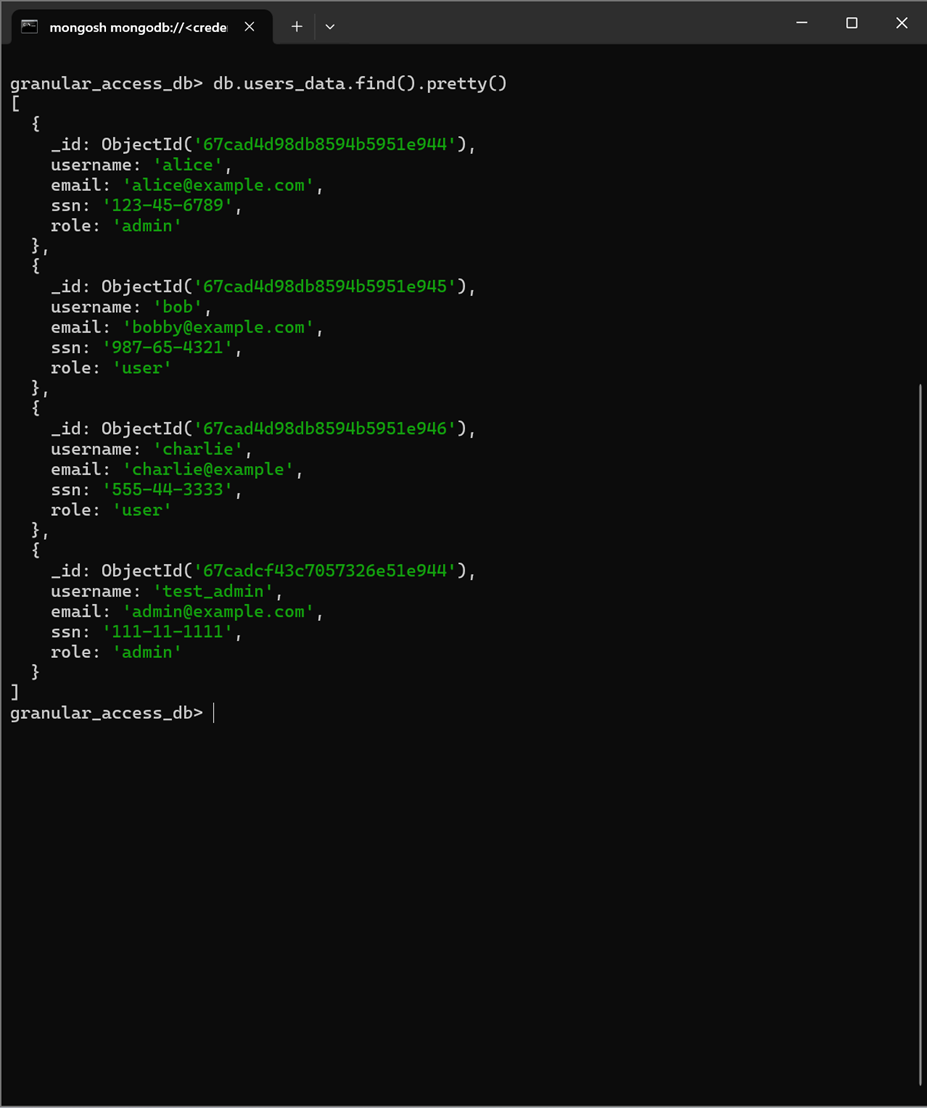 mongosh mongodb://<crede
granular_access_db> db.users_data.find().pretty()
[
  {
    _id: ObjectId('67cad4d98db8594b5951e944'),
    username: 'alice',
    email: 'alice@example.com',
    ssn: '123-45-6789',
    role: 'admin'
  },
  {
    _id: ObjectId('67cad4d98db8594b5951e945'),
    username: 'bob',
    email: 'bobby@example.com',
    ssn: '987-65-4321',
    role: 'user'
  },
  {
    _id: ObjectId('67cad4d98db8594b5951e946'),
    username: 'charlie',
    email: 'charlie@example',
    ssn: '555-44-3333',
    role: 'user'
  },
  {
    _id: ObjectId('67cadcf43c7057326e51e944'),
    username: 'test_admin',
    email: 'admin@example.com',
    ssn: '111-11-1111',
    role: 'admin'
  }
]
granular_access_db>